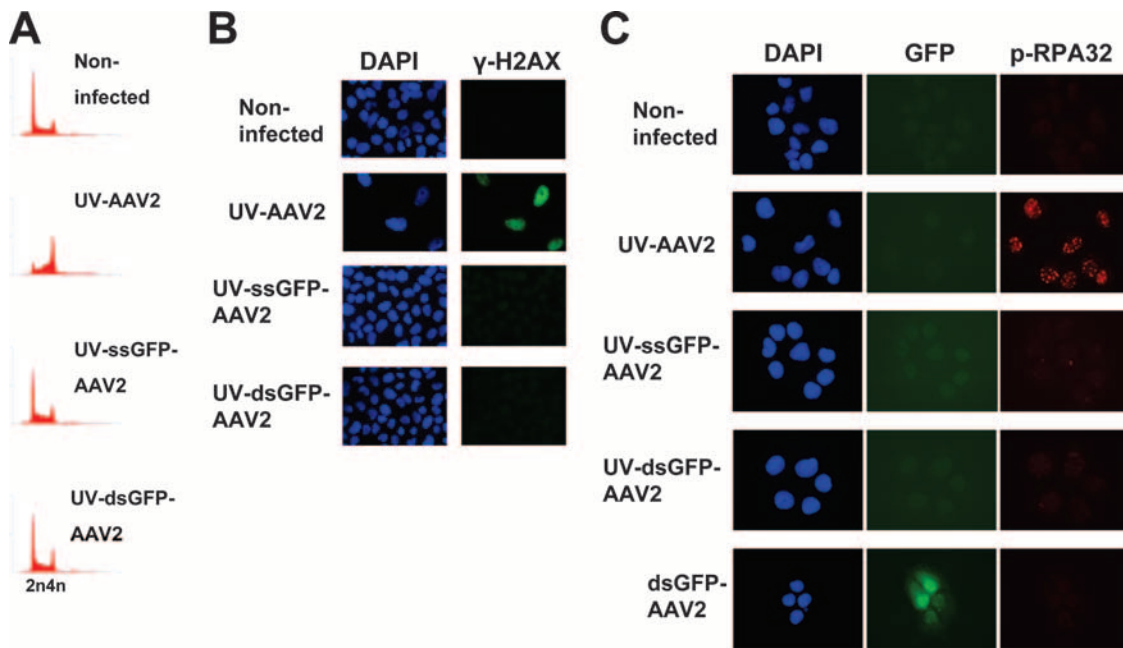 A
Non-
infected
UV-AAV2
UV-ssGFP-
AAV2
UV-dsGFP-
AAV2
2n4n
B
DAPI γ-H2AX
Non-
infected
UV-AAV2
UV-ssGFP-
AAV2
UV-dsGFP-
AAV2
C
DAPI GFP p-RPA32
Non-
infected
UV-AAV2
UV-ssGFP-
AAV2
UV-dsGFP-
AAV2
dsGFP-
AAV2